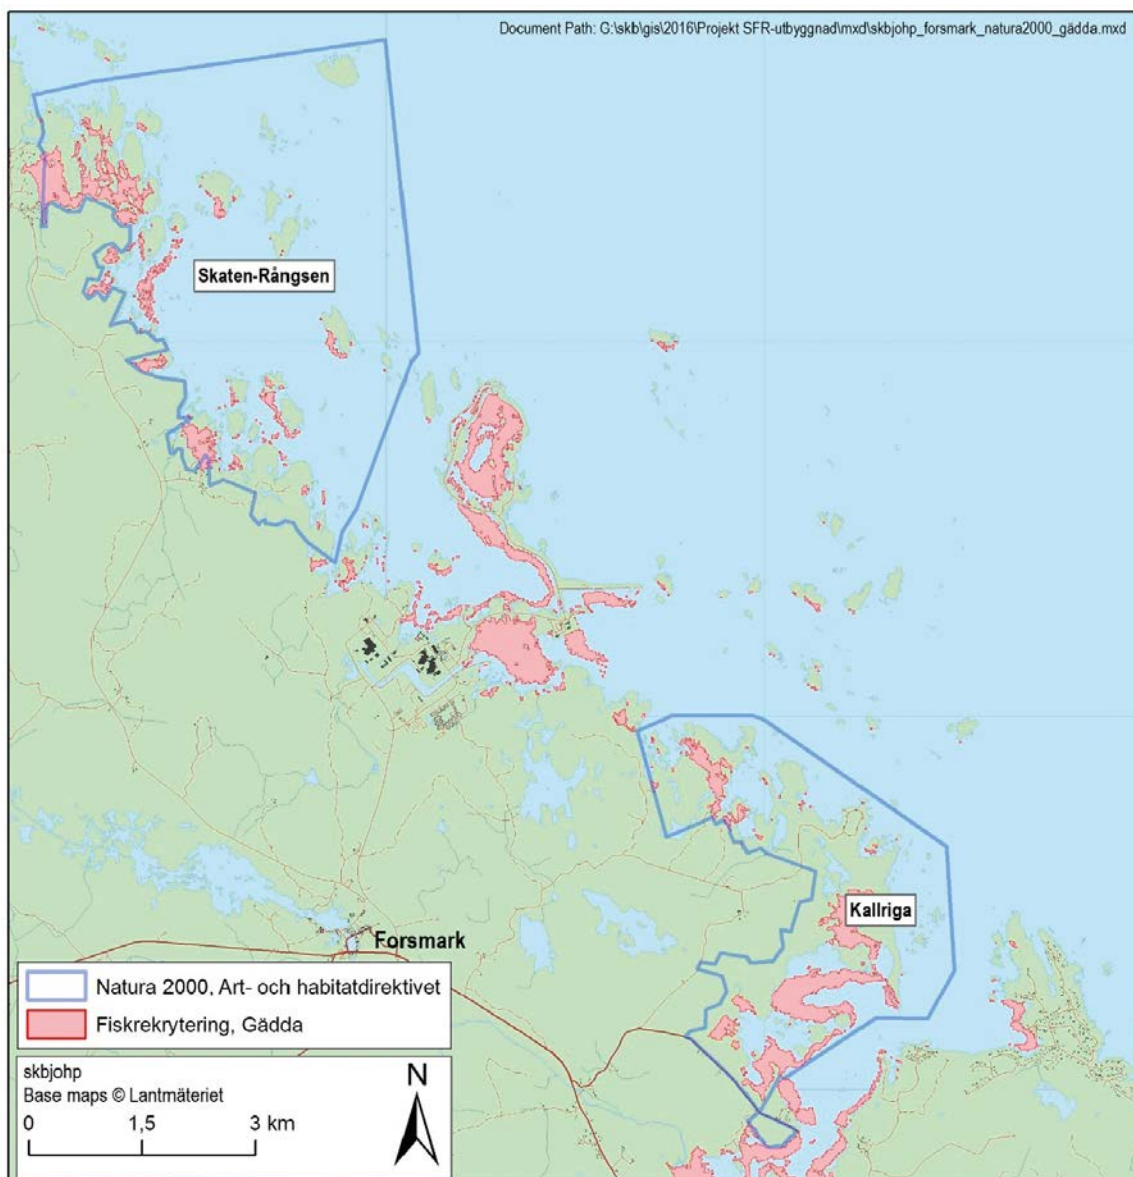 Document Path: G:\skb\gis\2016\Projekt SFR-utbyggnad\mxd\skbjohp_forsmark_natura2000_gädda.mxd
Skaten-Rångsen
Kallriga
Forsmark
Natura 2000, Art- och habitatdirektivet
Fiskrekrytering, Gädda
skbjohp
Base maps © Lantmäteriet
N
0 1,5 3 km